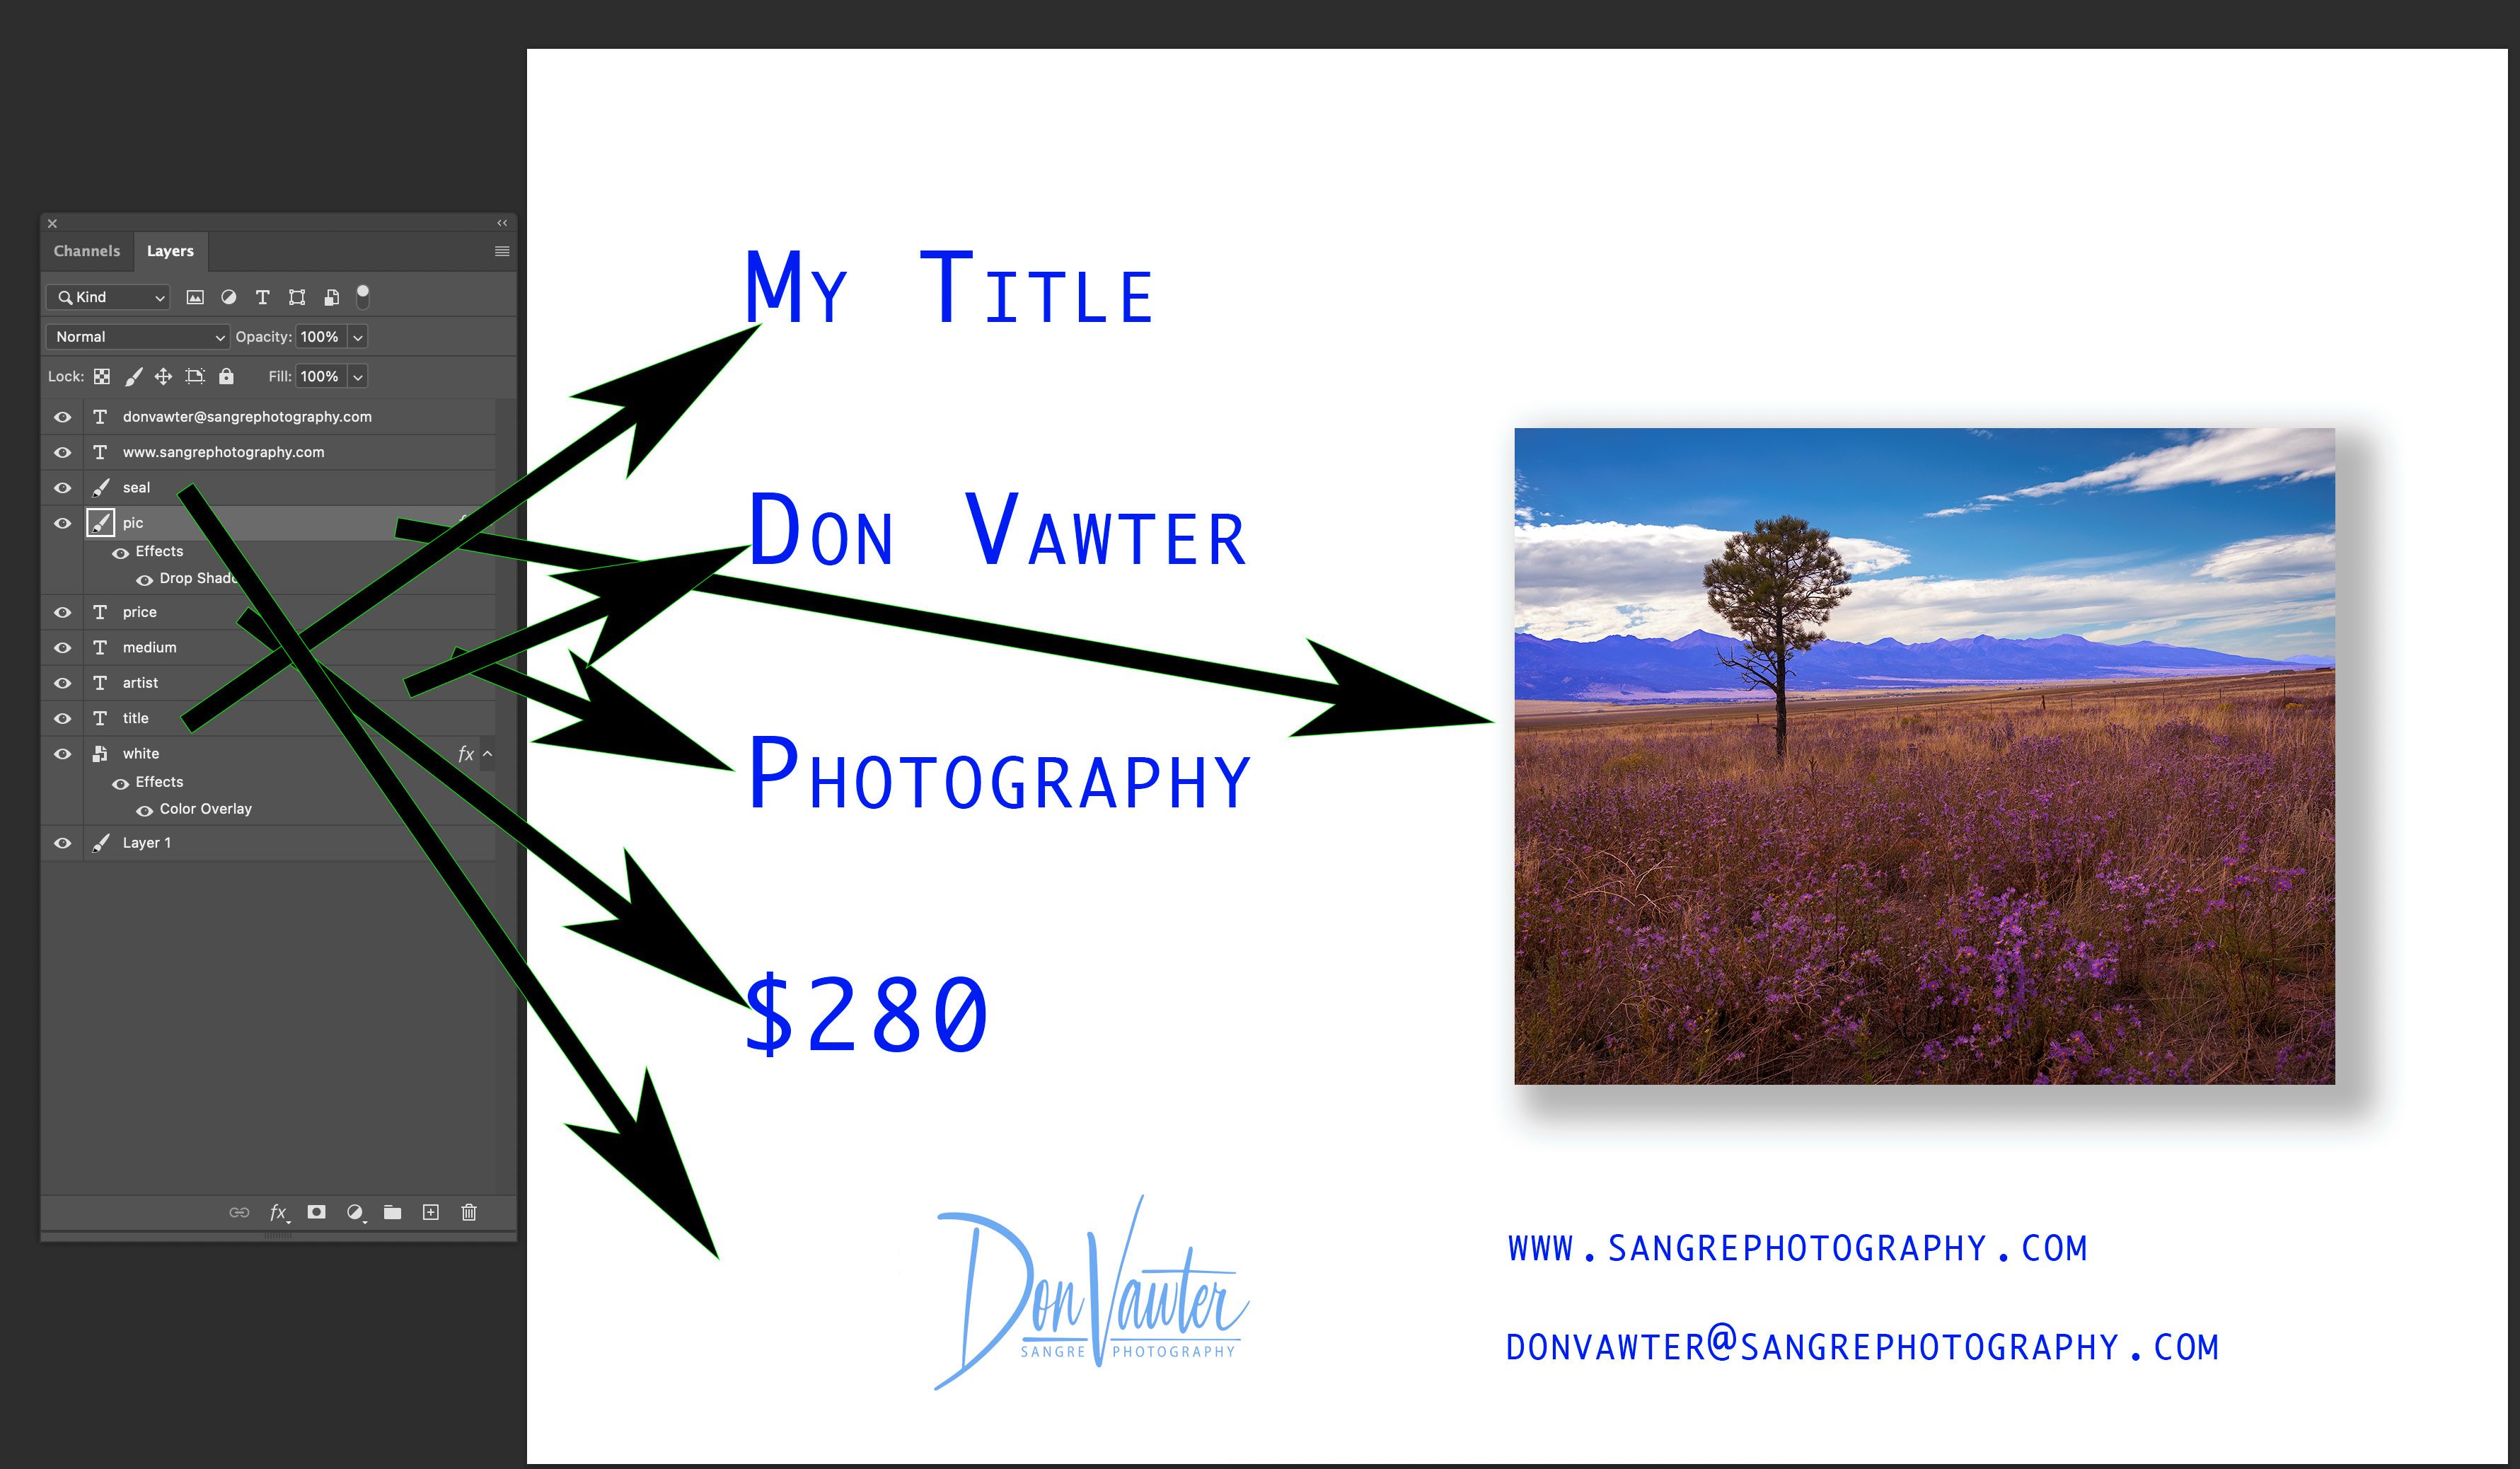 Channels Layers
Kind
Normal Opacity: 100%
Lock: Fill: 100%
donvawter@sangrephotography.com
www.sangrephotography.com
seal
pic
Effects
price
medium
artist
title
white fx
Effects
Color Overlay
Layer 1
fx
My Title
Don Vawter
Photography
$280
Don Vawter
SANGRE PHOTOGRAPHY
www.sangrephotography.com
donvawter@sangrephotography.com